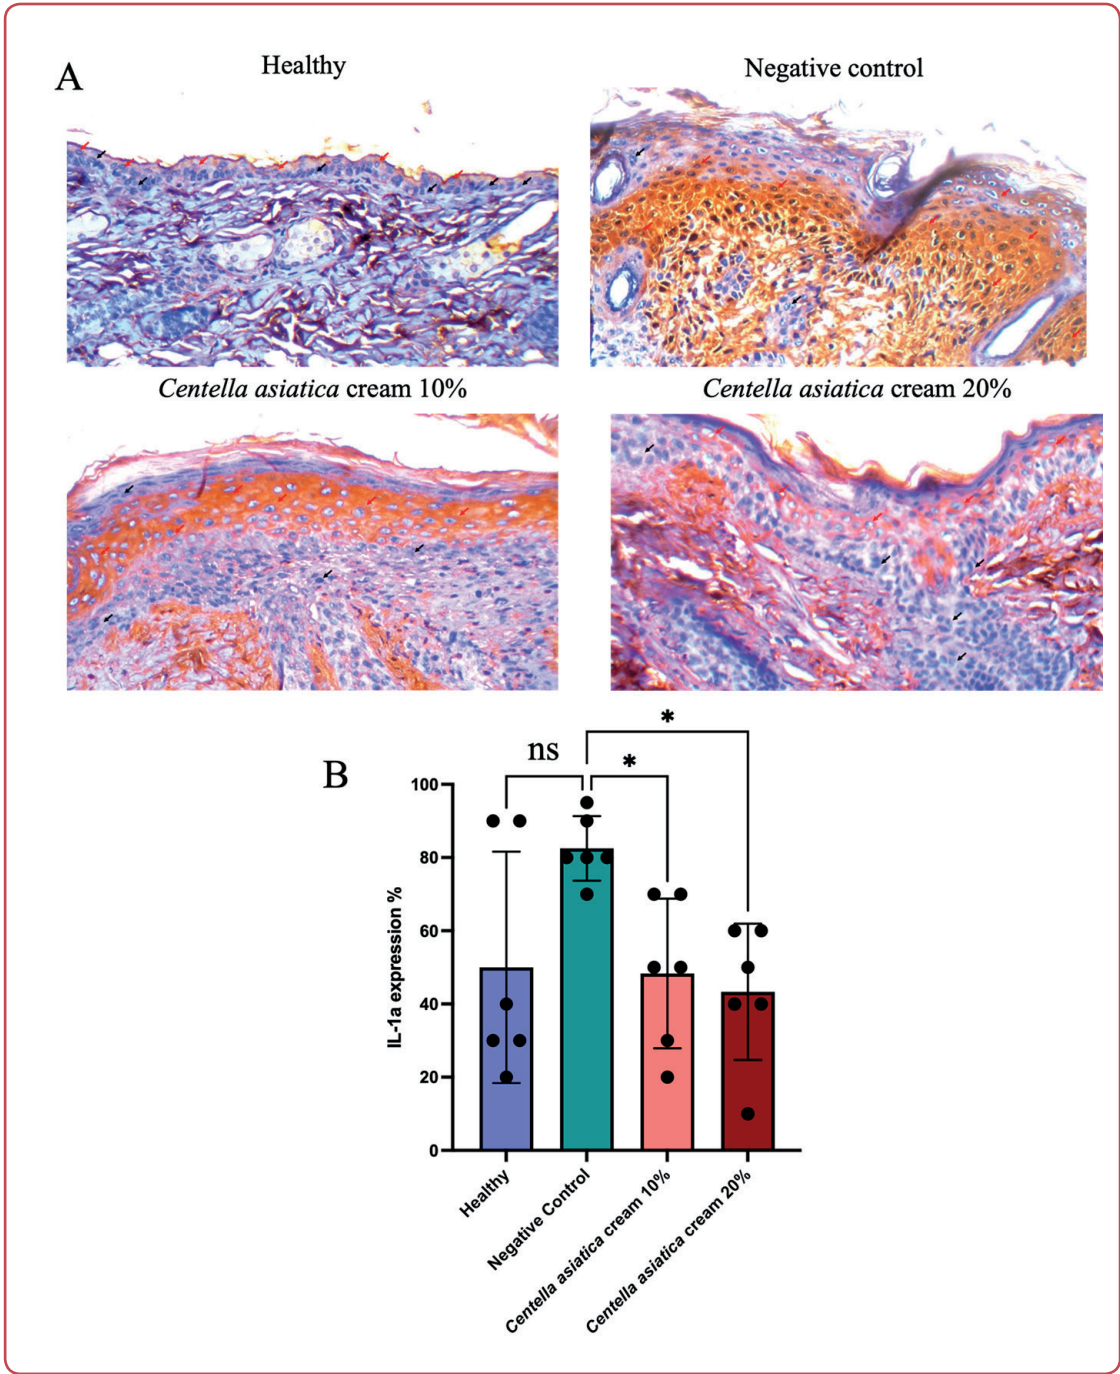 A
Healthy
Negative control
Centella asiatica cream 10%
Centella asiatica cream 20%
B
ns
*
*
IL-1a expression %
100
80
60
40
20
0
Healthy
Negative Control
Centella asiatica cream 10%
Centella asiatica cream 20%